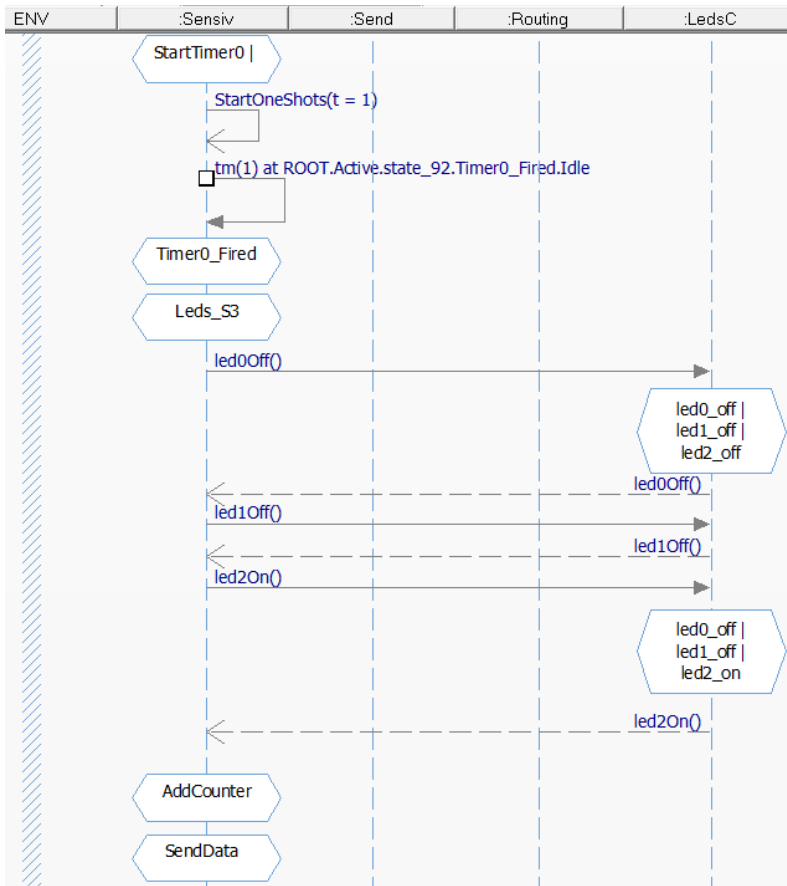 ENV :Sensiv :Send :Routing :LedsC
StartTimer0 |
StartOneShots(t = 1)
tm(1) at ROOT.Active.state_92.Timer0_Fired.Idle
Timer0_Fired
Leds_S3
led0Off()
led0_off |
led1_off |
led2_off
led0Off()
led1Off()
led1Off()
led2On()
led0_off |
led1_off |
led2_on
led2On()
AddCounter
SendData